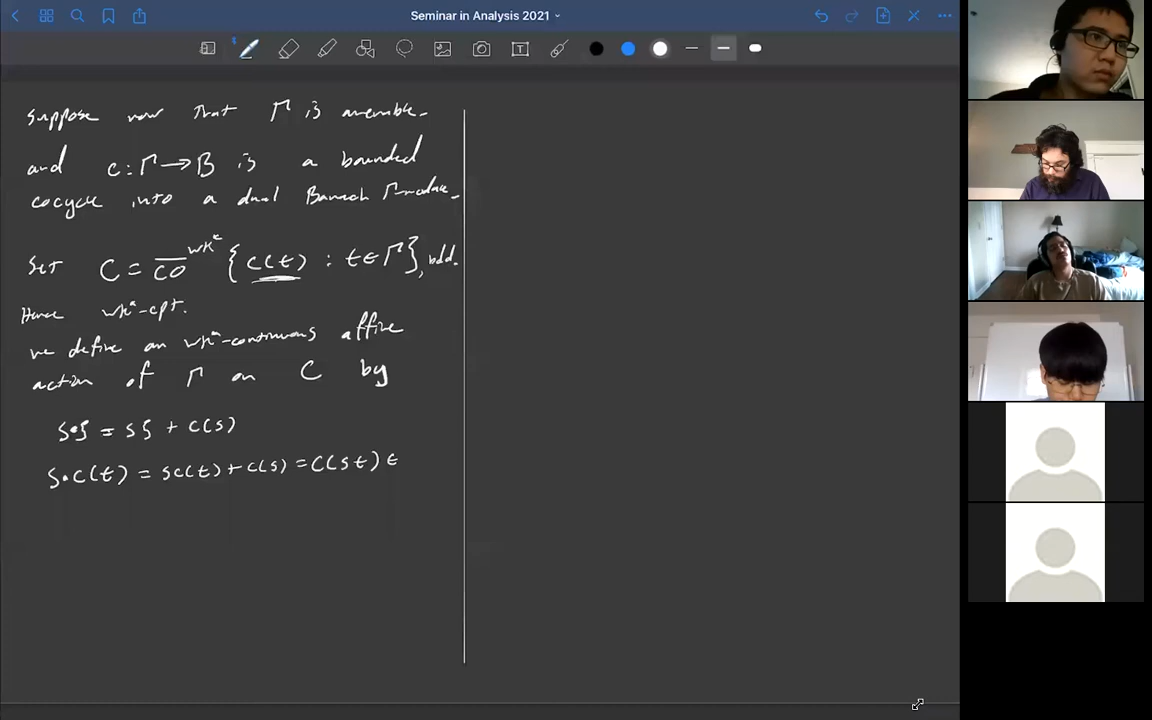 Seminar in Analysis 2021
Suppose now that Γ is amenable.
and c: Γ → B is a bounded
cocycle into a dual Banach Γ-module.
Set C = \overline{co}^{wk*} {c(t) : t ∈ Γ}, bdd.
Hence wk*-cpt.
we define an wk*-continuous affine
action of Γ on C by
s•ξ = sξ + c(s)
s•c(t) = sc(t) + c(s) = c(st) ∈